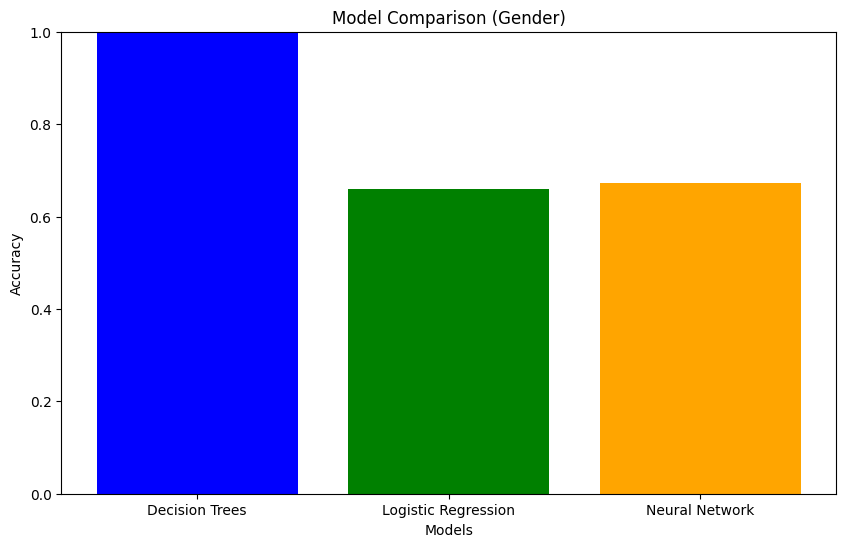 Model Comparison (Gender)
1.0
0.8
0.6
0.4
0.2
0.0
Accuracy
Decision Trees
Logistic Regression
Neural Network
Models